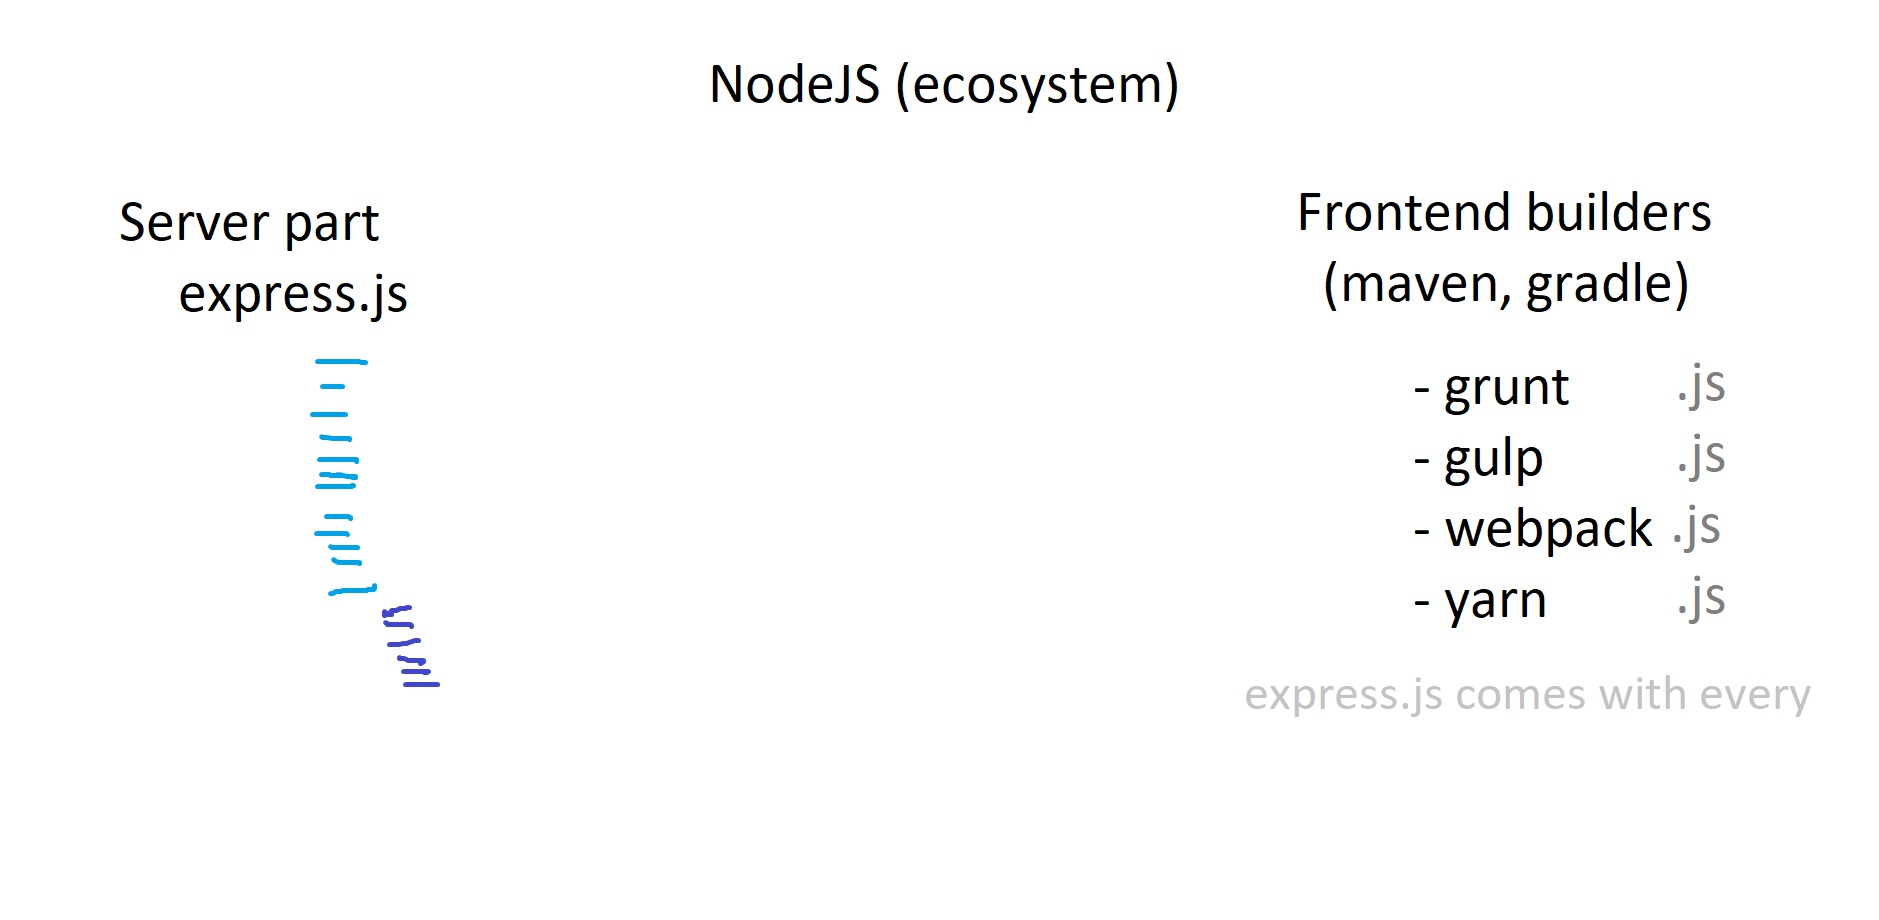 NodeJS (ecosystem)
Server part
express.js
Frontend builders
(maven, gradle)
- grunt .js
- gulp .js
- webpack .js
- yarn .js
express.js comes with every